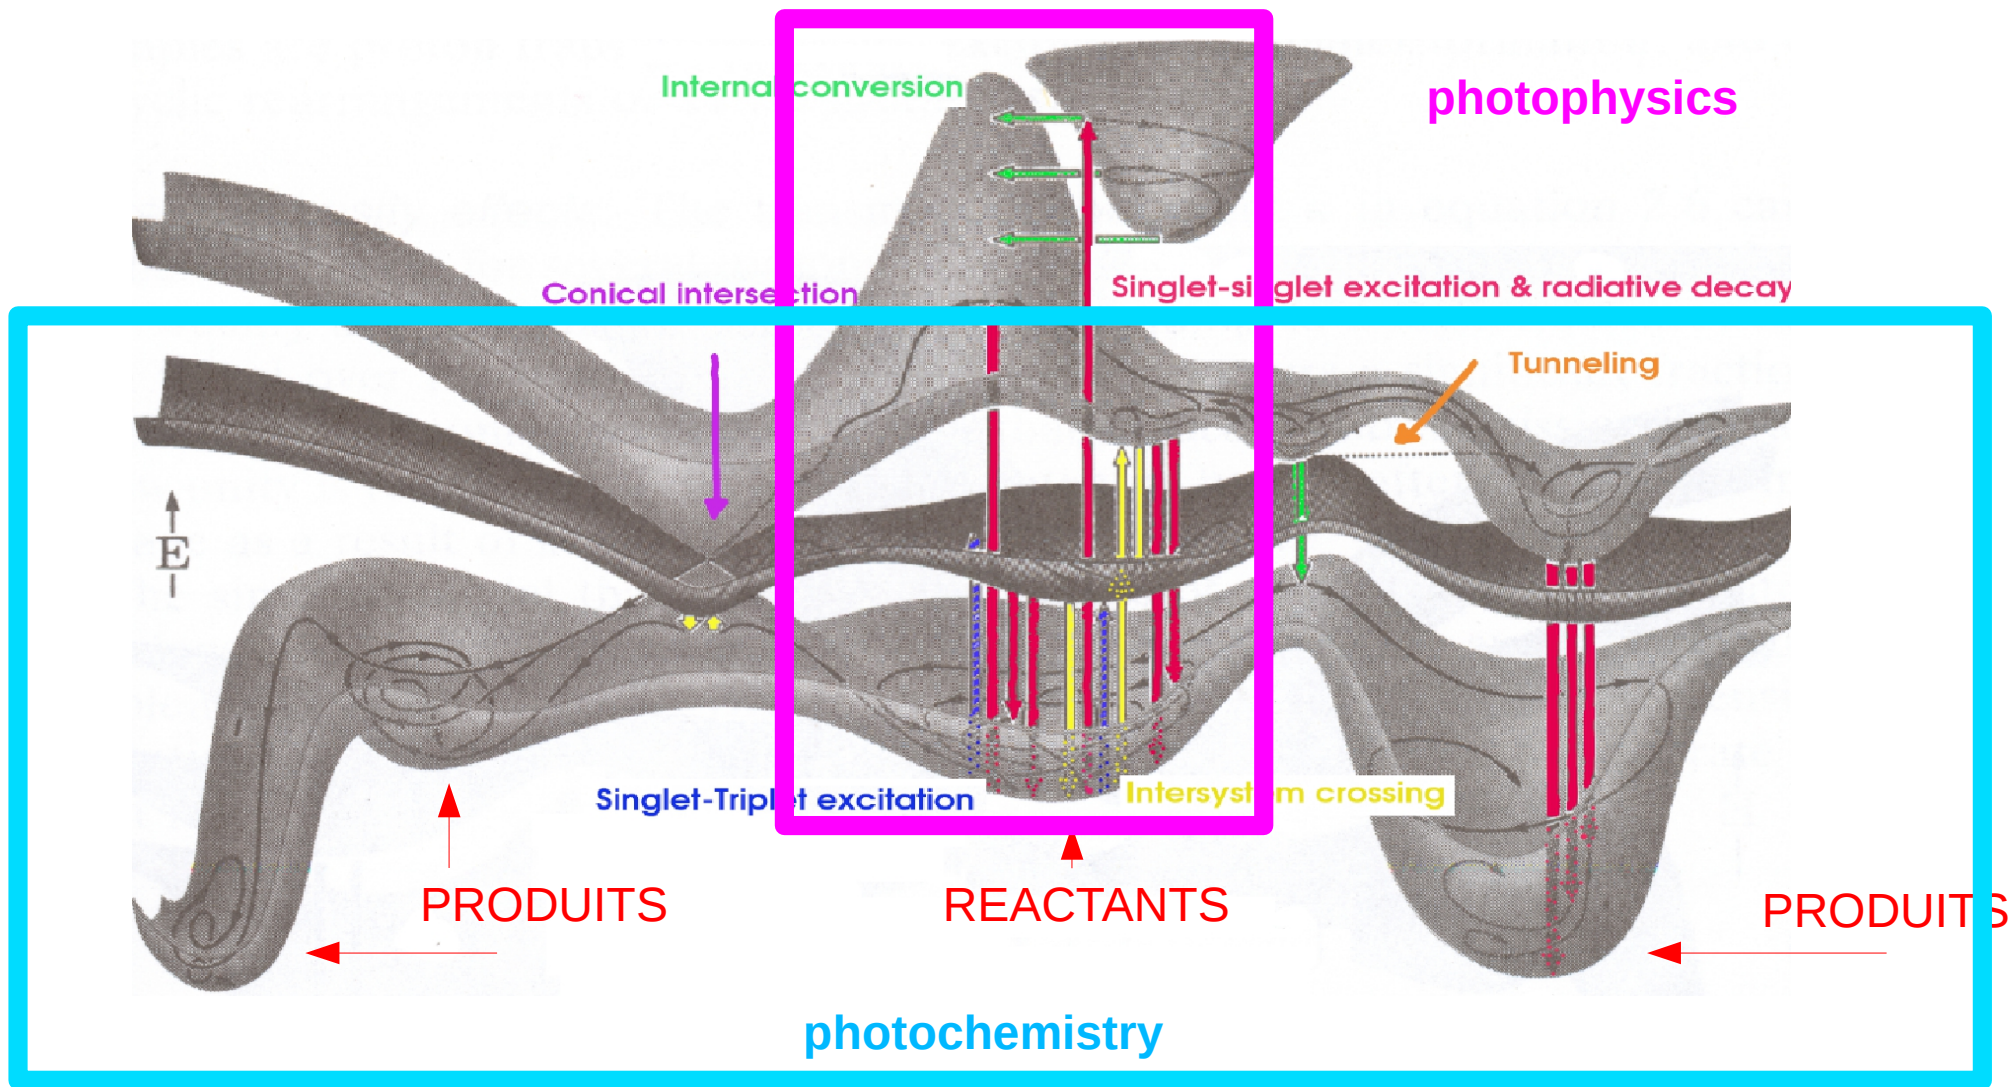 Internal conversion
photophysics
Conical intersection
Singlet-singlet excitation & radiative decay
Tunneling
E
Singlet-Triplet excitation
Intersystem crossing
PRODUITS
REACTANTS
PRODUITS
photochemistry